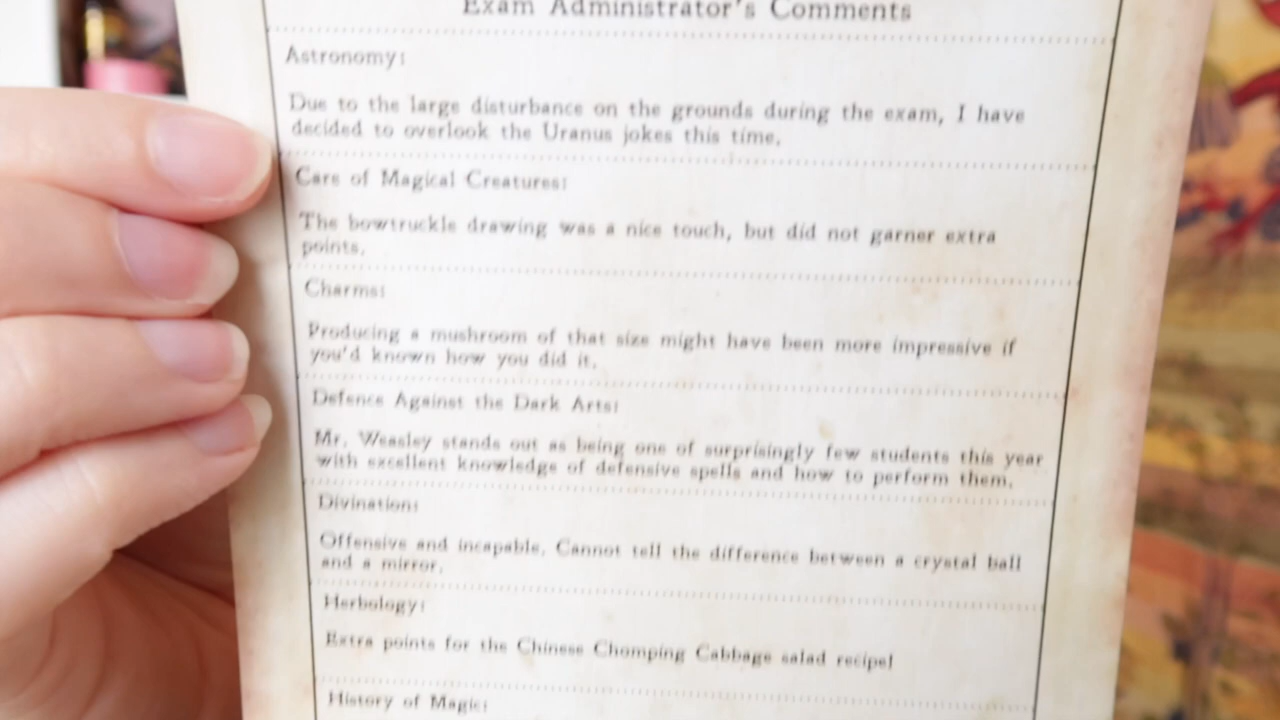 Exam Administrator's Comments
Astronomy:
Due to the large disturbance on the grounds during the exam, I have
decided to overlook the Uranus jokes this time.
Care of Magical Creatures:
The bowtruckle drawing was a nice touch, but did not garner extra
points.
Charms:
Producing a mushroom of that size might have been more impressive if
you'd known how you did it.
Defence Against the Dark Arts:
Mr. Weasley stands out as being one of surprisingly few students this year
with excellent knowledge of defensive spells and how to perform them.
Divination:
Offensive and incapable. Cannot tell the difference between a crystal ball
and a mirror.
Herbology:
Extra points for the Chinese Chomping Cabbage salad recipe!
History of Magic: